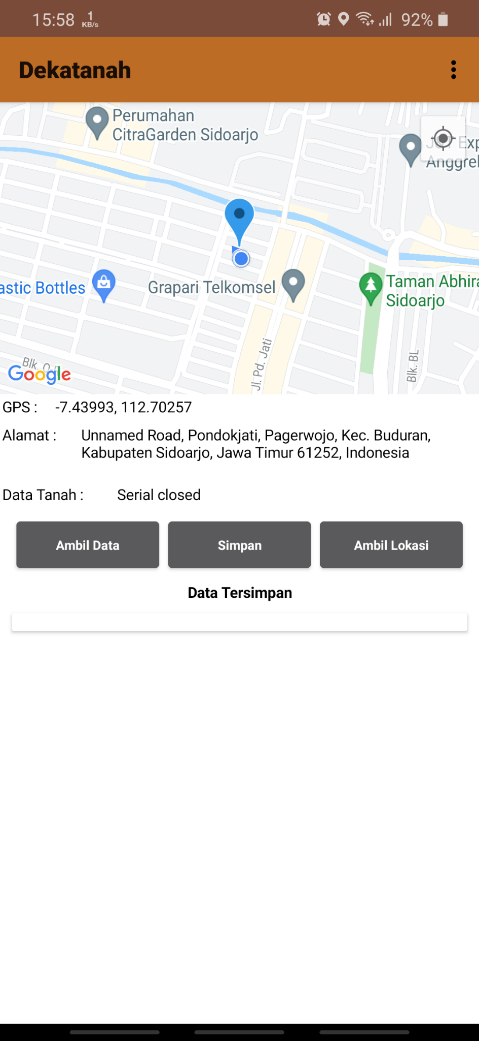 15:58 1 KB/s 92%
Dekatanah
Perumahan
CitraGarden Sidoarjo
Anggrek
astic Bottles
Grapari Telkomsel
Taman Abhira
Sidoarjo
Jl. Pd. Jati
Blk. BL
Blk.
Google
GPS : -7.43993, 112.70257
Alamat : Unnamed Road, Pondokjati, Pagerwojo, Kec. Buduran,
Kabupaten Sidoarjo, Jawa Timur 61252, Indonesia
Data Tanah : Serial closed
Ambil Data Simpan Ambil Lokasi
Data Tersimpan